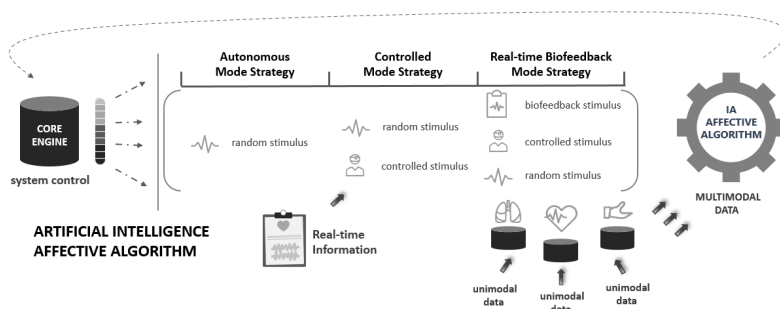 Autonomous
Mode Strategy
Controlled
Mode Strategy
Real-time Biofeedback
Mode Strategy
CORE
ENGINE
system control
random stimulus
random stimulus
controlled stimulus
biofeedback stimulus
controlled stimulus
random stimulus
IA
AFFECTIVE
ALGORITHM
MULTIMODAL
DATA
ARTIFICIAL INTELLIGENCE
AFFECTIVE ALGORITHM
Real-time
Information
unimodal
data
unimodal
data
unimodal
data